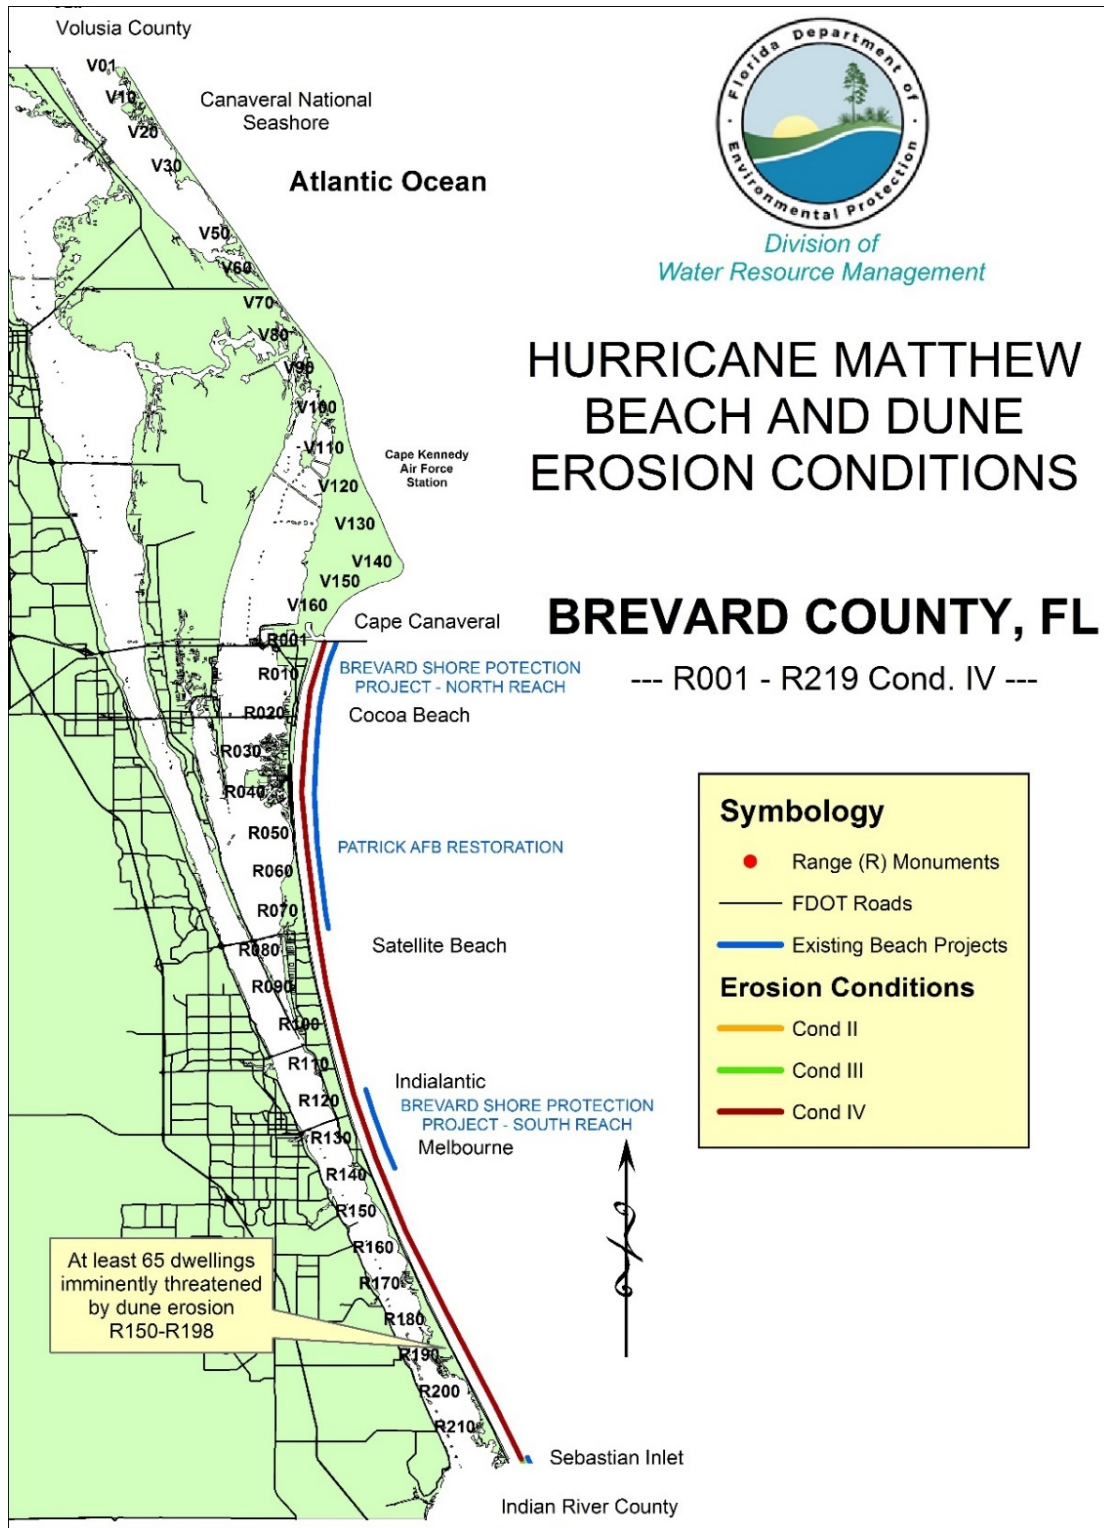 Volusia County
V01
V10
V20
V30
V50
V60
V70
V80
V90
V100
V110
V120
V130
V140
V150
V160
R001
R010
R020
R030
R040
R050
R060
R070
R080
R090
R100
R110
R120
R130
R140
R150
R160
R170
R180
R190
R200
R210
Canaveral National
Seashore
Atlantic Ocean
Cape Kennedy
Air Force
Station
Cape Canaveral
BREVARD SHORE POTECTION
PROJECT - NORTH REACH
Cocoa Beach
PATRICK AFB RESTORATION
Satellite Beach
Indialantic
BREVARD SHORE PROTECTION
PROJECT - SOUTH REACH
Melbourne
At least 65 dwellings
imminently threatened
by dune erosion
R150-R198
Sebastian Inlet
Indian River County
Florida Department of
Environmental Protection
Division of
Water Resource Management
HURRICANE MATTHEW
BEACH AND DUNE
EROSION CONDITIONS
BREVARD COUNTY, FL
--- R001 - R219 Cond. IV ---
Symbology
Range (R) Monuments
FDOT Roads
Existing Beach Projects
Erosion Conditions
Cond II
Cond III
Cond IV